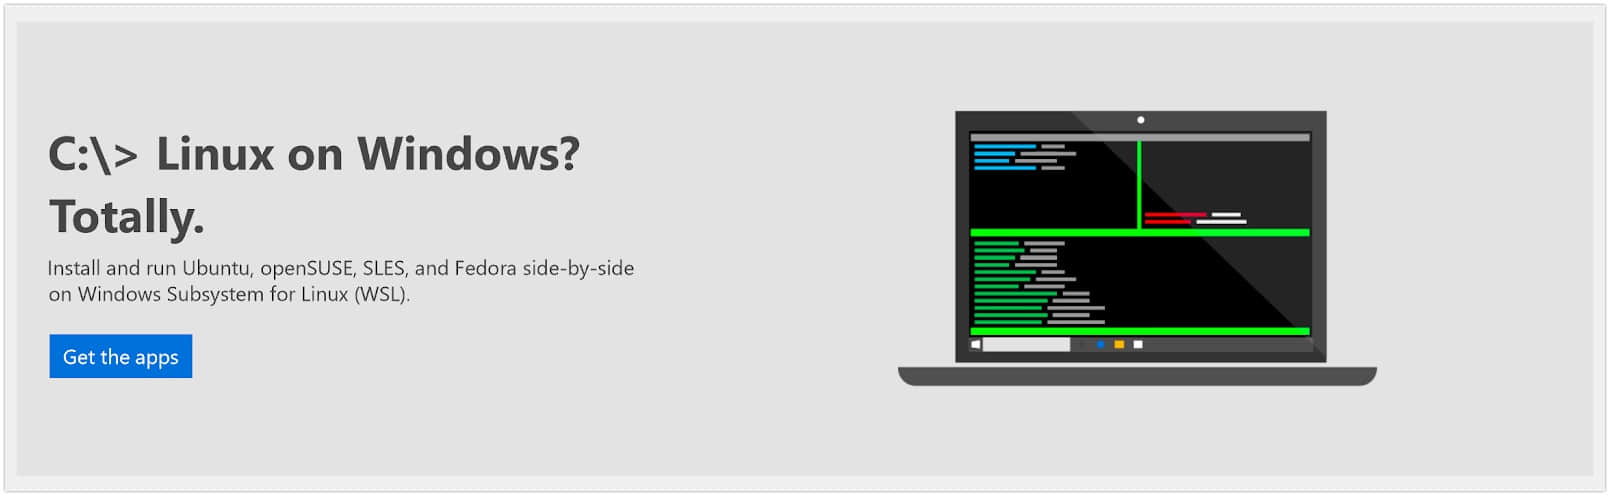 C:\> Linux on Windows?
Totally.
Install and run Ubuntu, openSUSE, SLES, and Fedora side-by-side
on Windows Subsystem for Linux (WSL).
Get the apps